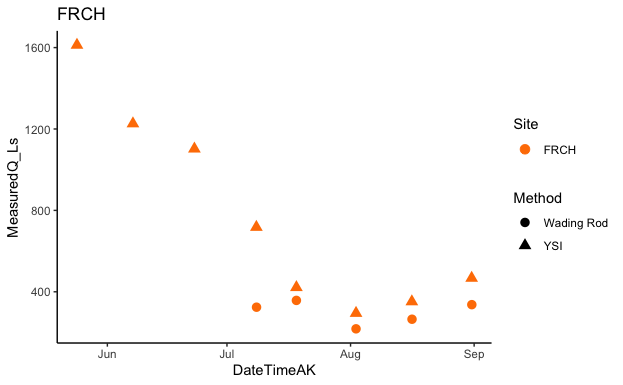 FRCH
1600
1200
800
400
MeasuredQ_Ls
Jun
Jul
Aug
Sep
DateTimeAK
Site
FRCH
Method
Wading Rod
YSI